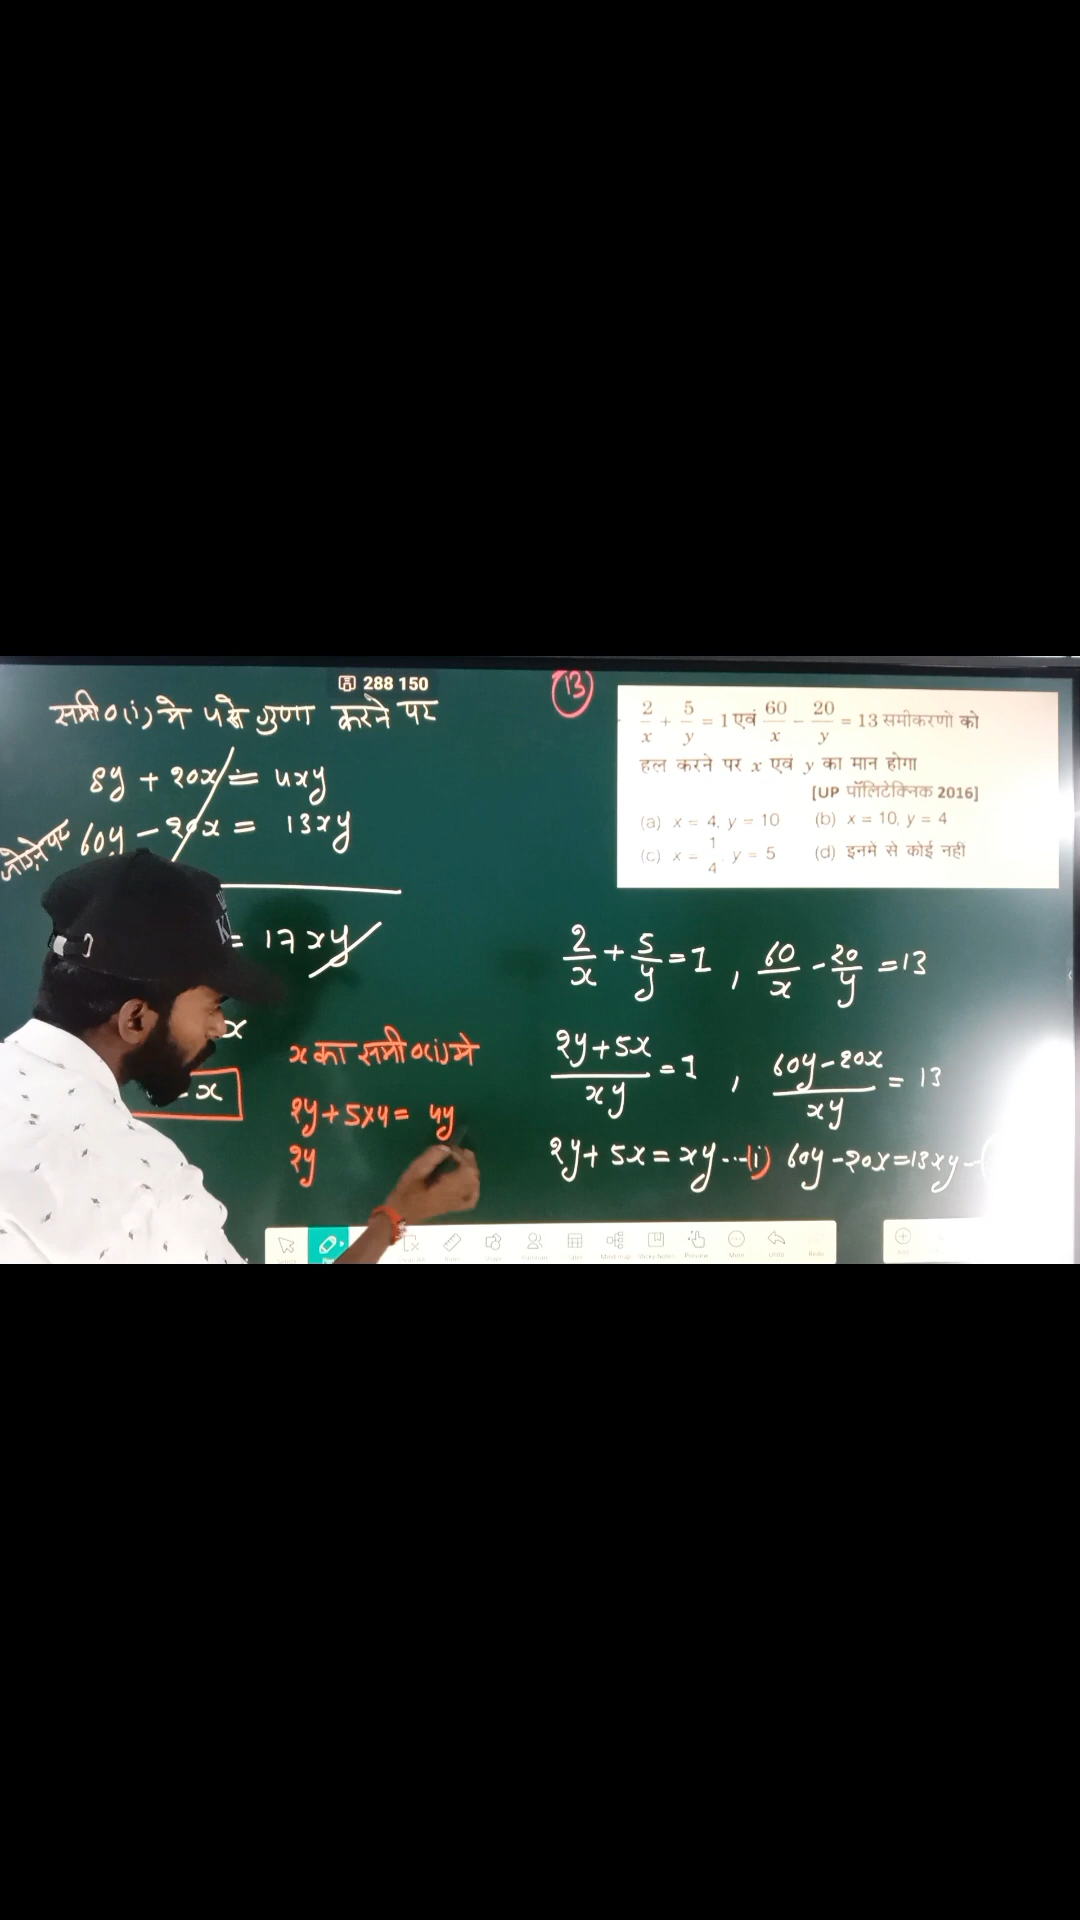 288 150
समी०(i) मे 4 से गुणा करने पर
8y + 20x = 4xy
जोड़ने पर 60y - 20x = 13xy
= 17xy
x
x
x का समी०(i) मे
2y + 5×4 = 4y
2y
13
2/x + 5/y = 1 एवं 60/x - 20/y = 13 समीकरणों को
हल करने पर x एवं y का मान होगा
[UP पॉलिटेक्निक 2016]
(a) x = 4, y = 10 (b) x = 10, y = 4
(c) x = 1/4, y = 5 (d) इनमें से कोई नहीं
2/x + 5/y = 1 , 60/x - 20/y = 13
(2y+5x)/xy = 1 , (60y-20x)/xy = 13
2y + 5x = xy ---(i) 60y - 20x = 13xy -